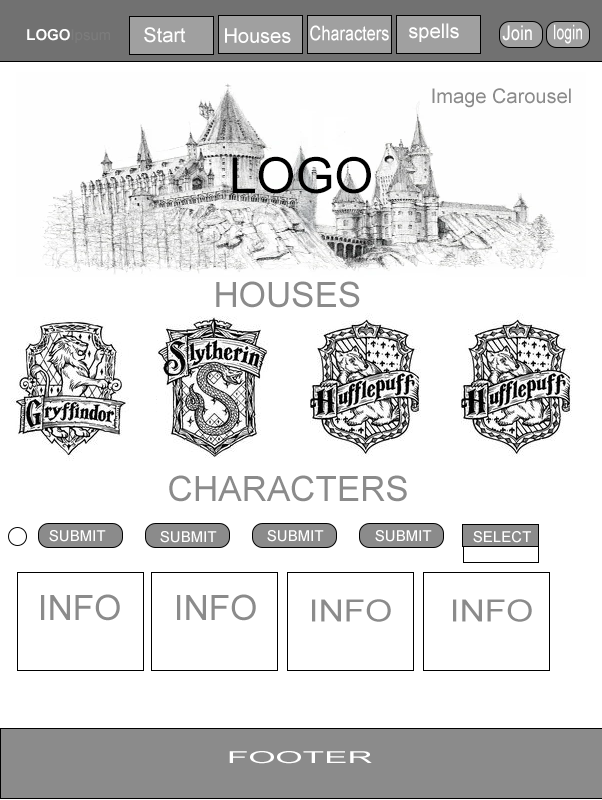 LOGOIpsum
Start
Houses
Characters
spells
Join
login
Image Carousel
LOGO
HOUSES
Gryffindor
Slytherin
Hufflepuff
Hufflepuff
CHARACTERS
SUBMIT
SUBMIT
SUBMIT
SUBMIT
SELECT
INFO
INFO
INFO
INFO
FOOTER